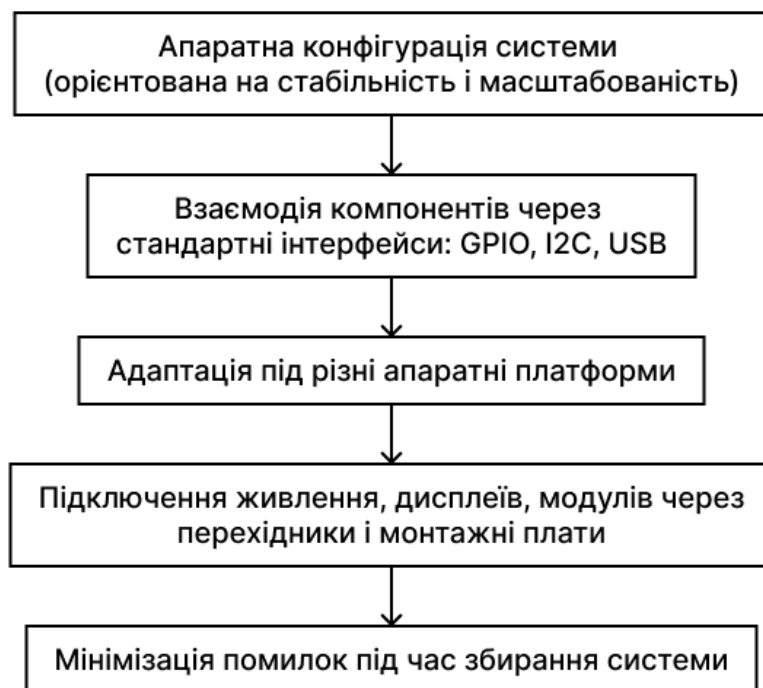 Апаратна конфігурація системи
(орієнтована на стабільність і масштабованість)
Взаємодія компонентів через
стандартні інтерфейси: GPIO, I2C, USB
Адаптація під різні апаратні платформи
Підключення живлення, дисплеїв, модулів через
перехідники і монтажні плати
Мінімізація помилок під час збирання системи